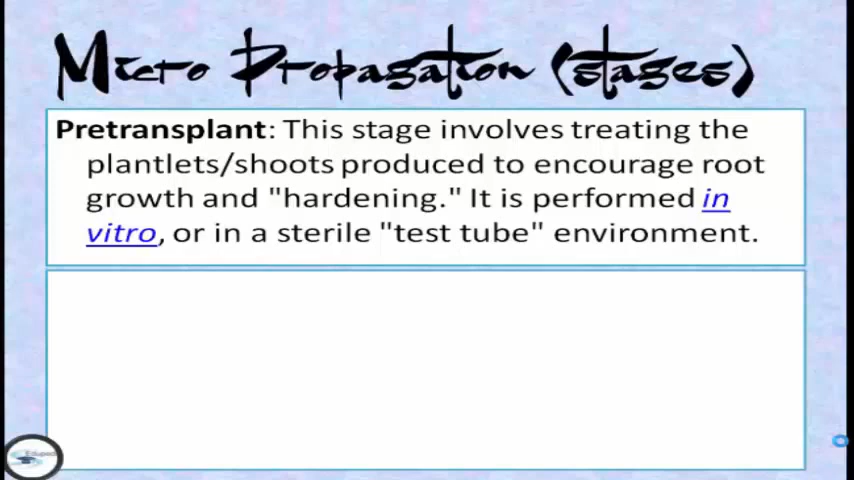 Micro Propagation (stages)
Pretransplant: This stage involves treating the
plantlets/shoots produced to encourage root
growth and "hardening." It is performed in
vitro, or in a sterile "test tube" environment.